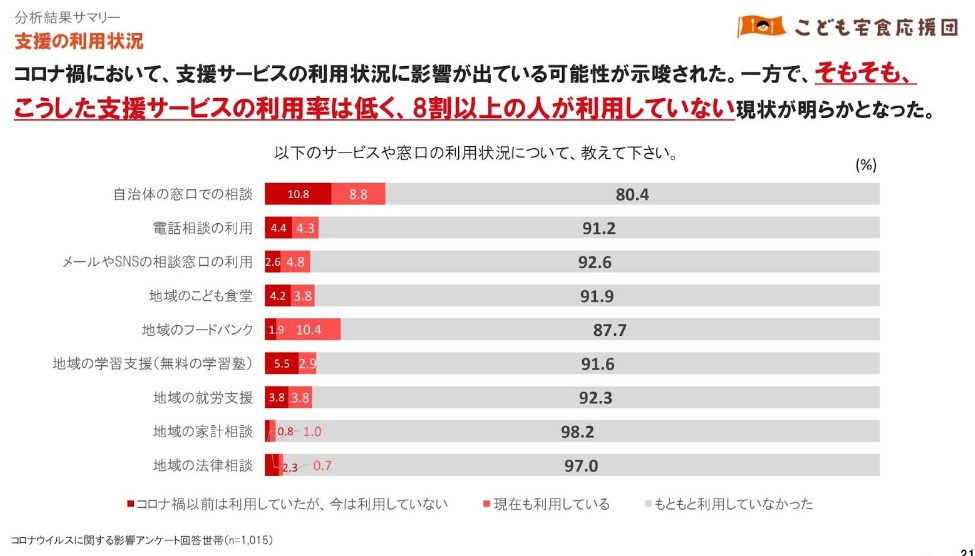 分析結果サマリー
支援の利用状況
こども宅食応援団
コロナ禍において、支援サービスの利用状況に影響が出ている可能性が示唆された。一方で、そもそも、
こうした支援サービスの利用率は低く、8割以上の人が利用していない現状が明らかとなった。
以下のサービスや窓口の利用状況について、教えて下さい。
(%)
自治体の窓口での相談 10.8 8.8 80.4
電話相談の利用 4.4 4.3 91.2
メールやSNSの相談窓口の利用 2.6 4.8 92.6
地域のこども食堂 4.2 3.8 91.9
地域のフードバンク 1.9 10.4 87.7
地域の学習支援（無料の学習塾） 5.5 2.9 91.6
地域の就労支援 3.8 3.8 92.3
地域の家計相談 0.8 1.0 98.2
地域の法律相談 2.3 0.7 97.0
コロナ禍以前は利用していたが、今は利用していない 現在も利用している もともと利用していなかった
コロナウイルスに関する影響アンケート回答世帯(n=1,015)
21